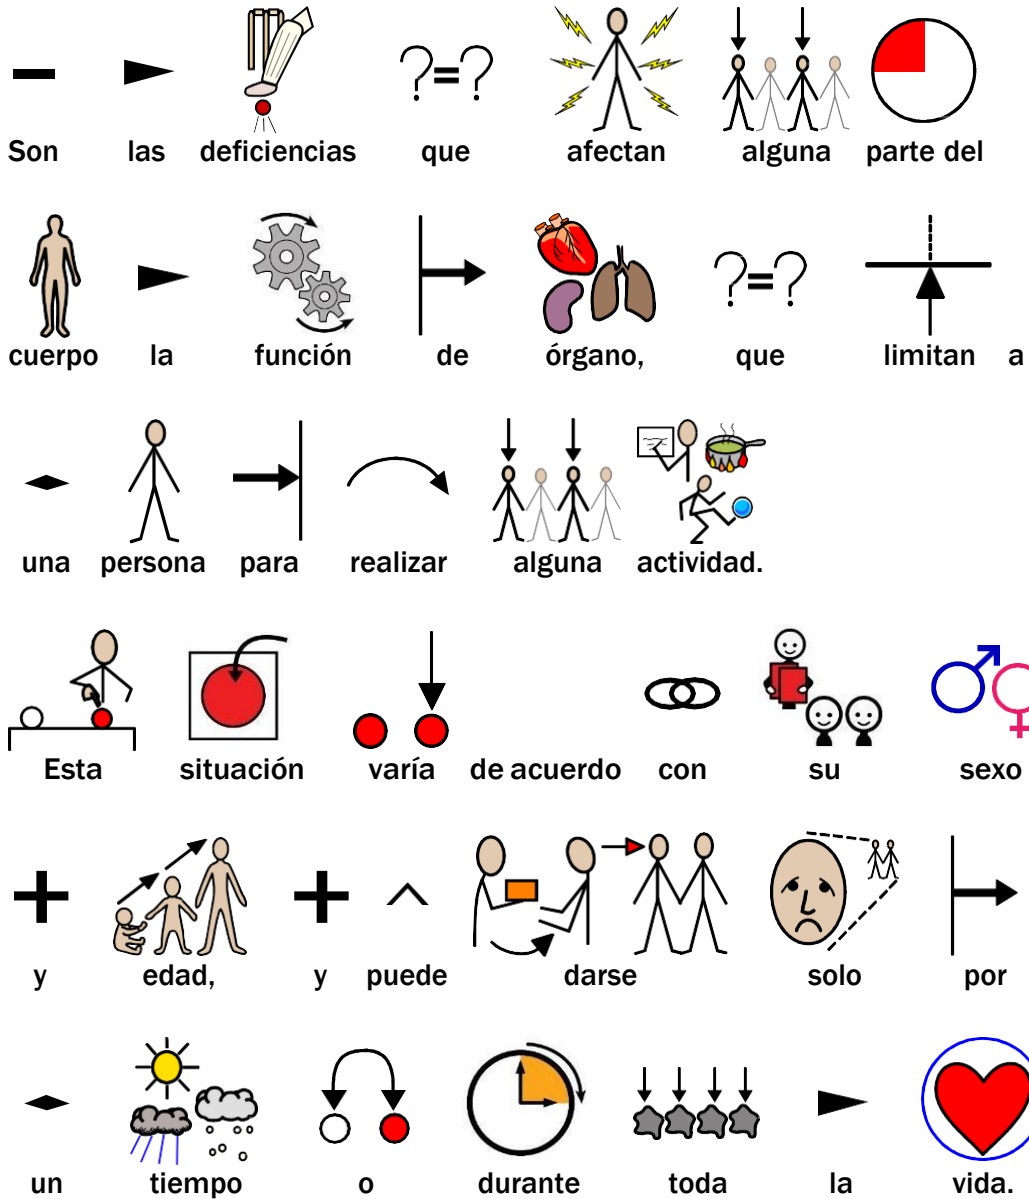 Son las deficiencias que afectan alguna parte del
cuerpo la función de órgano, que limitan a
una persona para realizar alguna actividad.
Esta situación varía de acuerdo con su sexo
y edad, y puede darse solo por
un tiempo o durante toda la vida.